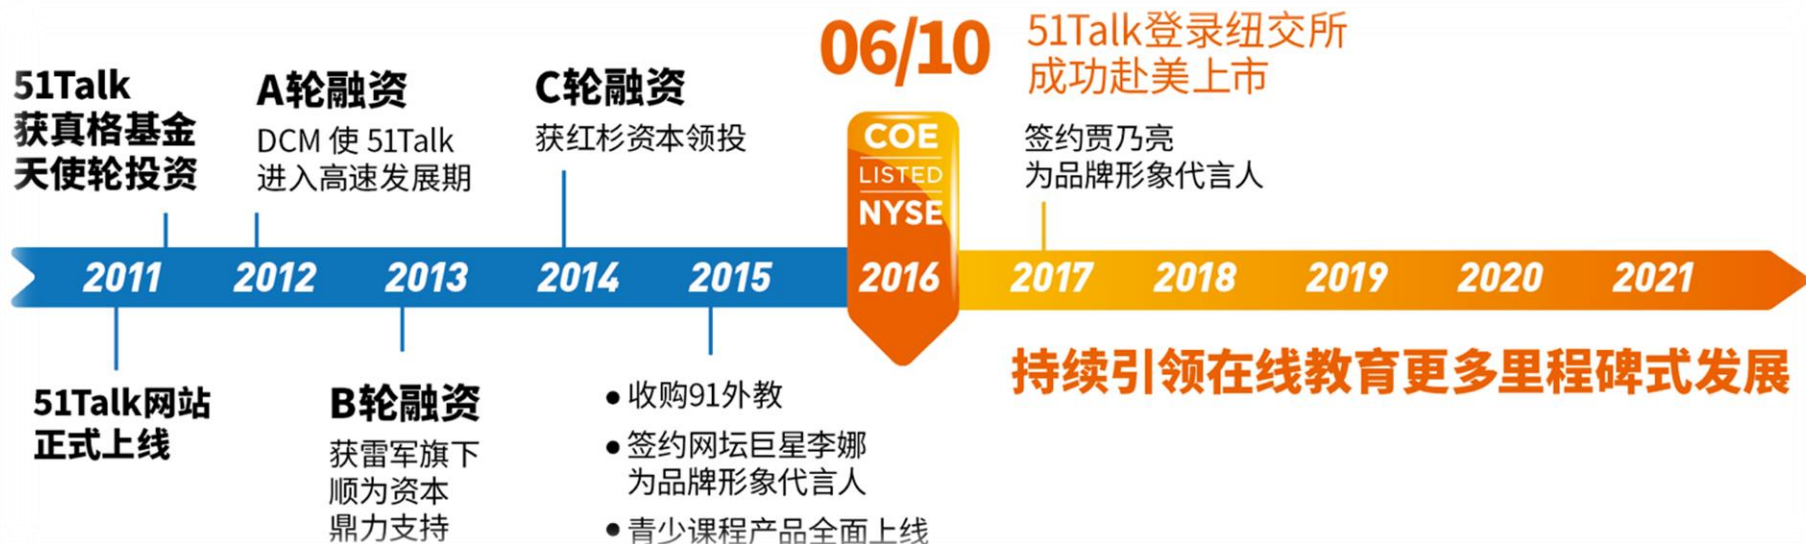 51Talk
获真格基金
天使轮投资
A轮融资
DCM 使 51Talk
进入高速发展期
C轮融资
获红杉资本领投
06/10
51Talk登录纽交所
成功赴美上市
签约贾乃亮
为品牌形象代言人
COE
LISTED
NYSE
2011
2012
2013
2014
2015
2016
2017
2018
2019
2020
2021
51Talk网站
正式上线
B轮融资
获雷军旗下
顺为资本
鼎力支持
● 收购91外教
● 签约网坛巨星李娜
为品牌形象代言人
● 青少课程产品全面上线
持续引领在线教育更多里程碑式发展